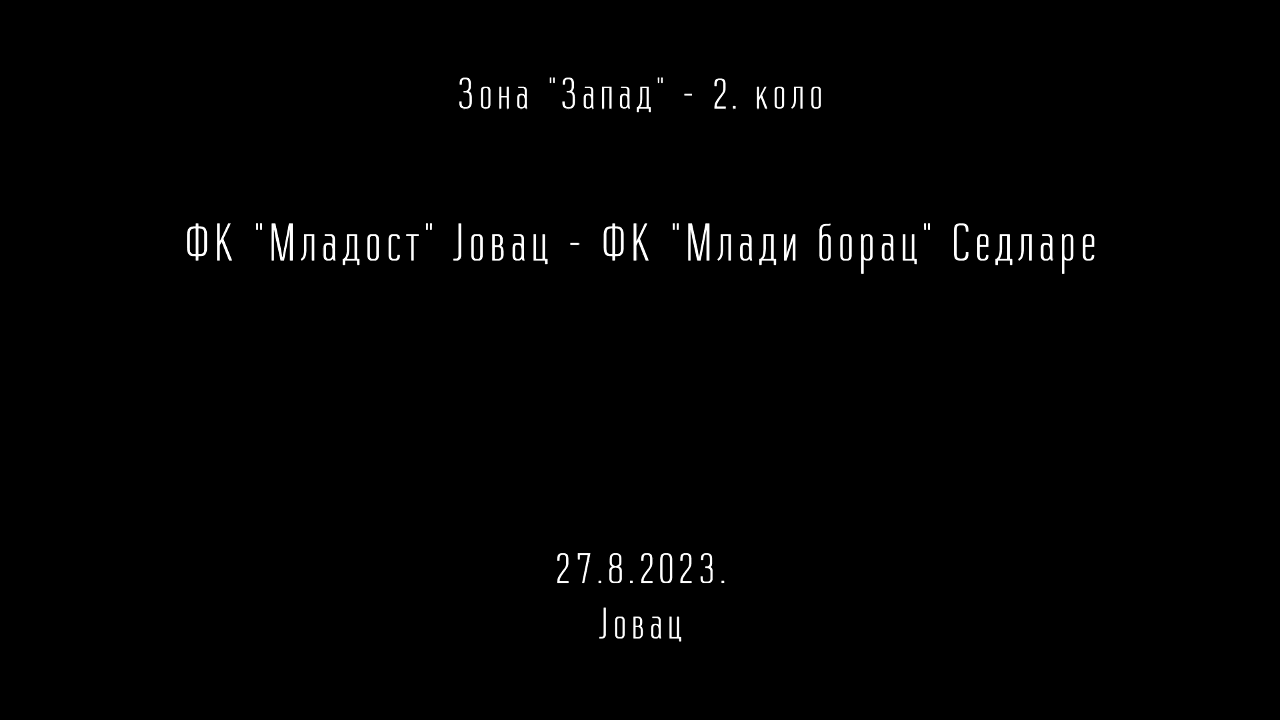 Зона "Запад" - 2. коло
ФК "Младост" Јовац - ФК "Млади борац" Седларе
27.8.2023.
Јовац